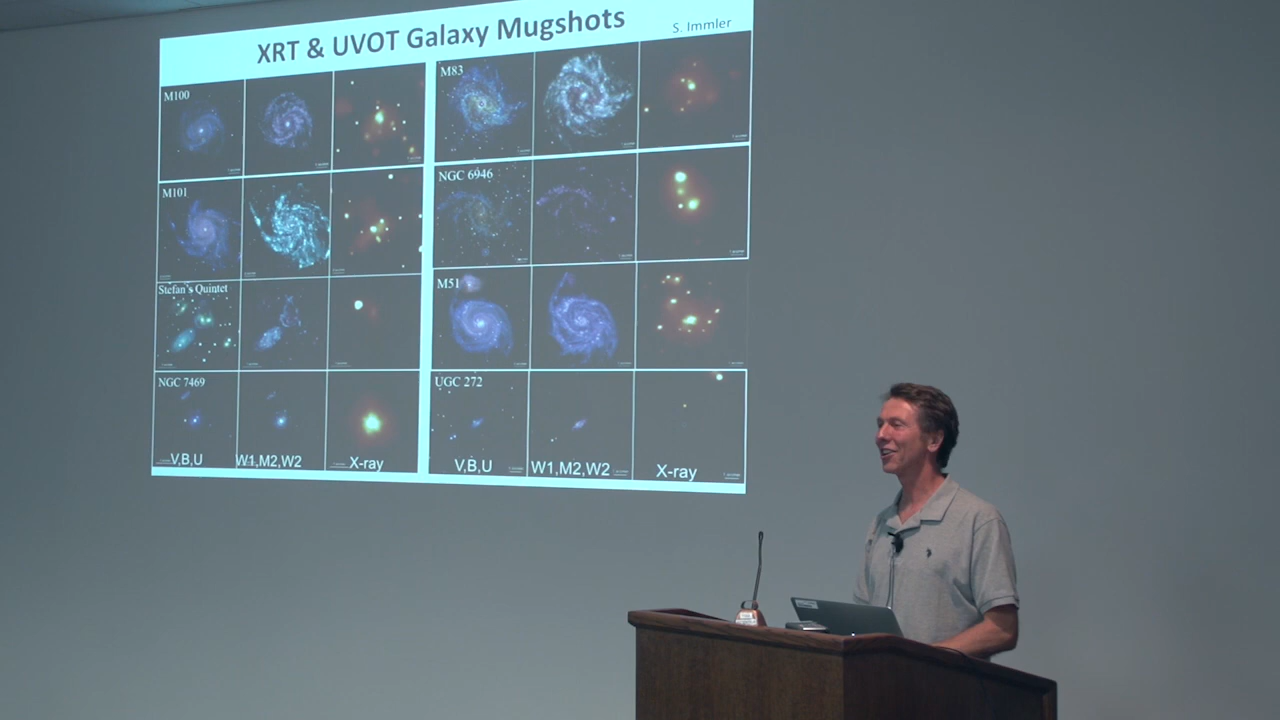 XRT & UVOT Galaxy Mugshots
S. Immler
M100
M101
Stefan's Quintet
NGC 7469
V,B,U
W1,M2,W2
X-ray
M83
NGC 6946
M51
UGC 272
V,B,U
W1,M2,W2
X-ray